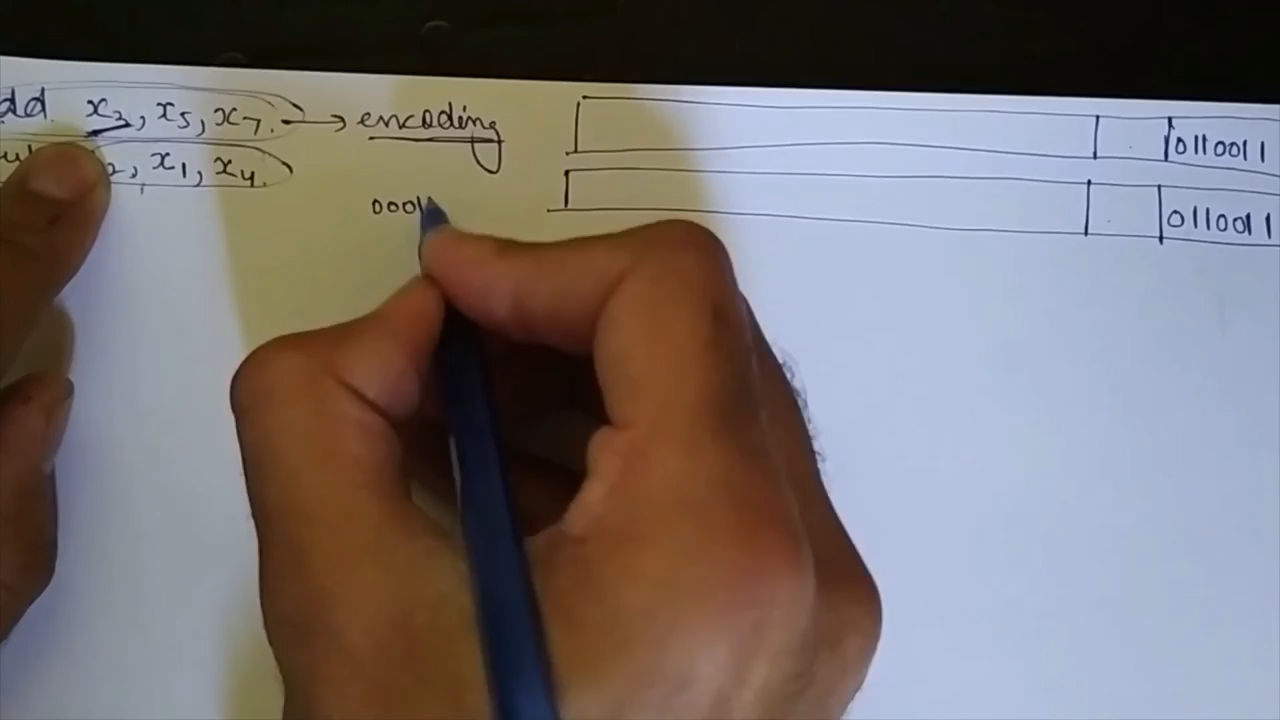 dd x3, x5, x7. → encoding 0110011
x1, x4. 0110011
0001